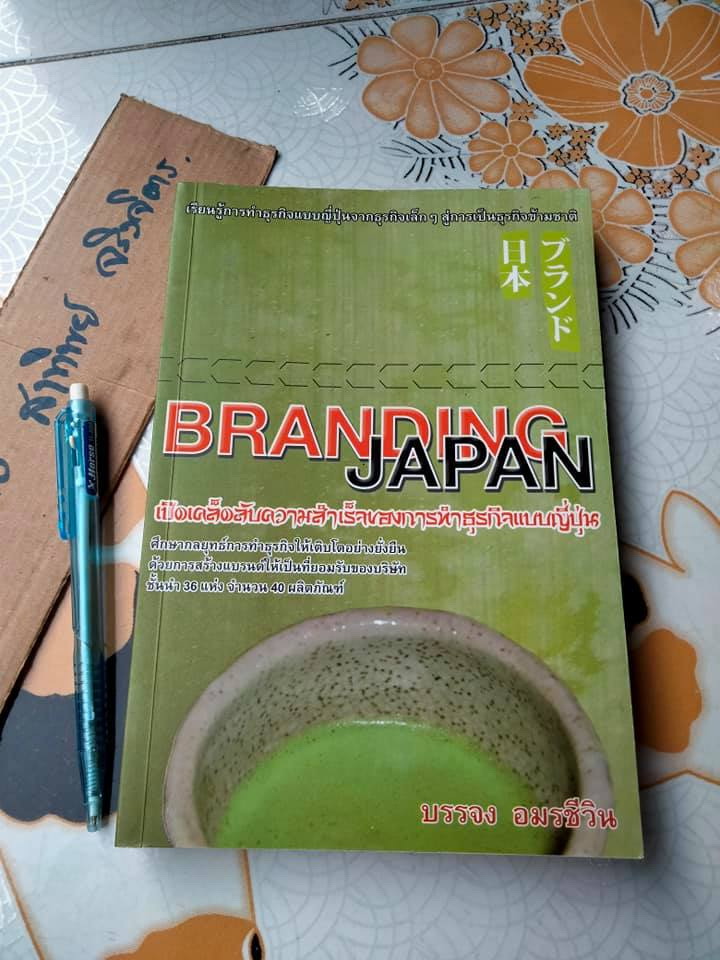 เรียนรู้การทำธุรกิจแบบญี่ปุ่นจากธุรกิจเล็ก ๆ สู่การเป็นธุรกิจข้ามชาติ
ブランド
日本
BRANDING
JAPAN
เปิดเคล็ดลับความสำเร็จของการทำธุรกิจแบบญี่ปุ่น
ศึกษากลยุทธ์การทำธุรกิจให้เติบโตอย่างยั่งยืน
ด้วยการสร้างแบรนด์ให้เป็นที่ยอมรับของบริษัท
ชั้นนำ 36 แห่ง จำนวน 40 ผลิตภัณฑ์
บรรจง อมรชีวิน
สาทิพย์
Horse